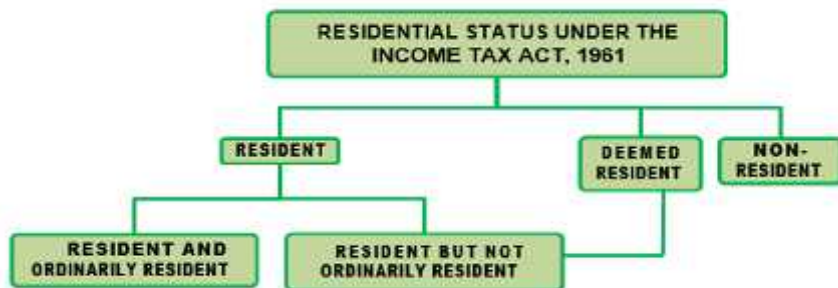 RESIDENTIAL STATUS UNDER THE
INCOME TAX ACT, 1961
RESIDENT
DEEMED
RESIDENT
NON-
RESIDENT
RESIDENT AND
ORDINARILY RESIDENT
RESIDENT BUT NOT
ORDINARILY RESIDENT